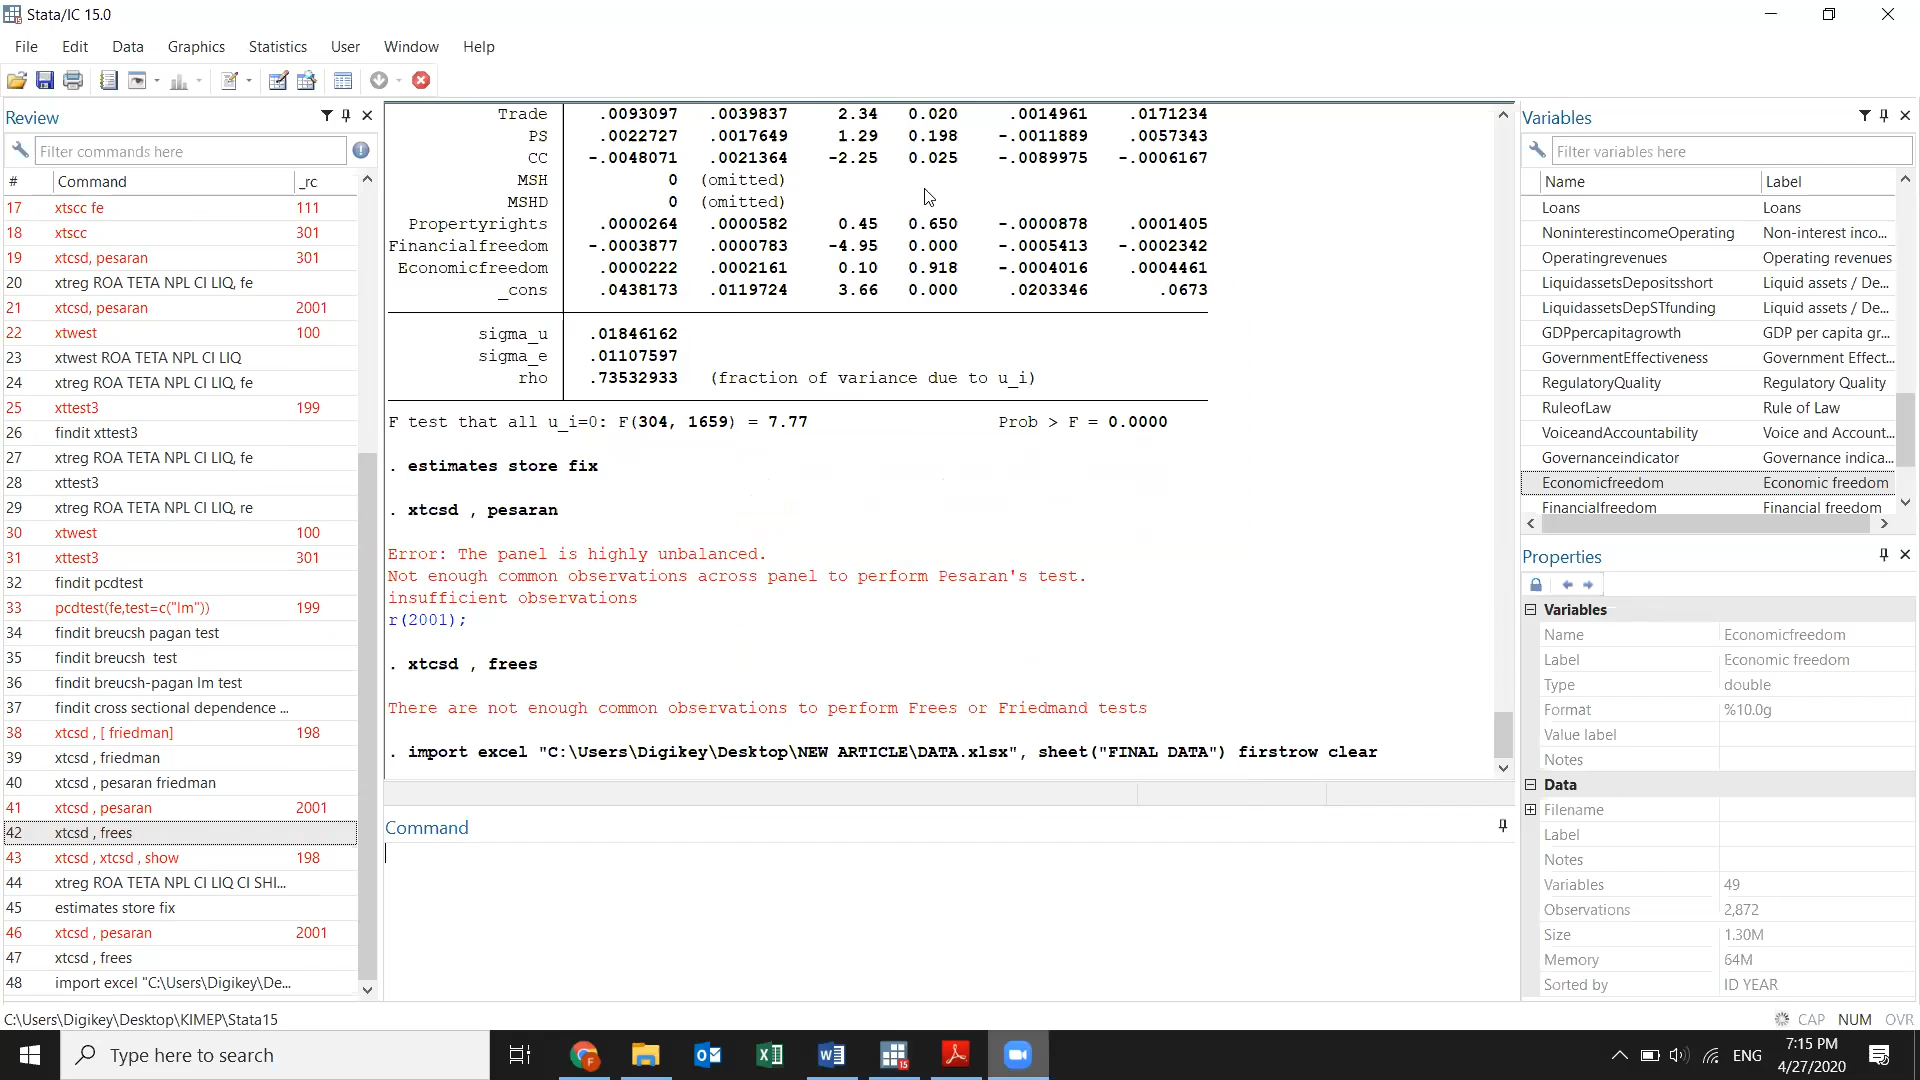 Stata/IC 15.0
File Edit Data Graphics Statistics User Window Help
Review
Filter commands here
# Command _rc
17 xtscc fe 111
18 xtscc 301
19 xtcsd, pesaran 301
20 xtreg ROA TETA NPL CI LIQ, fe
21 xtcsd, pesaran 2001
22 xtwest 100
23 xtwest ROA TETA NPL CI LIQ
24 xtreg ROA TETA NPL CI LIQ, fe
25 xttest3 199
26 findit xttest3
27 xtreg ROA TETA NPL CI LIQ, fe
28 xttest3
29 xtreg ROA TETA NPL CI LIQ, re
30 xtwest 100
31 xttest3 301
32 findit pcdtest
33 pcdtest(fe,test=c("lm")) 199
34 findit breucsh pagan test
35 findit breucsh test
36 findit breucsh-pagan lm test
37 findit cross sectional dependence ...
38 xtcsd , [ friedman] 198
39 xtcsd , friedman
40 xtcsd , pesaran friedman
41 xtcsd , pesaran 2001
42 xtcsd , frees
43 xtcsd , xtcsd , show 198
44 xtreg ROA TETA NPL CI LIQ CI SHI...
45 estimates store fix
46 xtcsd , pesaran 2001
47 xtcsd , frees
48 import excel "C:\Users\Digikey\De...
Trade .0093097 .0039837 2.34 0.020 .0014961 .0171234
PS .0022727 .0017649 1.29 0.198 -.0011889 .0057343
CC -.0048071 .0021364 -2.25 0.025 -.0089975 -.0006167
MSH 0 (omitted)
MSHD 0 (omitted)
Propertyrights .0000264 .0000582 0.45 0.650 -.0000878 .0001405
Financialfreedom -.0003877 .0000783 -4.95 0.000 -.0005413 -.0002342
Economicfreedom .0000222 .0002161 0.10 0.918 -.0004016 .0004461
_cons .0438173 .0119724 3.66 0.000 .0203346 .0673
sigma_u .01846162
sigma_e .01107597
rho .73532933 (fraction of variance due to u_i)
F test that all u_i=0: F(304, 1659) = 7.77 Prob > F = 0.0000
. estimates store fix
. xtcsd , pesaran
Error: The panel is highly unbalanced.
Not enough common observations across panel to perform Pesaran's test.
insufficient observations
r(2001);
. xtcsd , frees
There are not enough common observations to perform Frees or Friedmand tests
. import excel "C:\Users\Digikey\Desktop\NEW ARTICLE\DATA.xlsx", sheet("FINAL DATA") firstrow clear
Command
Variables
Filter variables here
Name Label
Loans Loans
NoninterestincomeOperating Non-interest inco...
Operatingrevenues Operating revenues
LiquidassetsDepositsshort Liquid assets / De...
LiquidassetsDepSTfunding Liquid assets / De...
GDPpercapitagrowth GDP per capita gr...
GovernmentEffectiveness Government Effect...
RegulatoryQuality Regulatory Quality
RuleofLaw Rule of Law
VoiceandAccountability Voice and Account...
Governanceindicator Governance indica...
Economicfreedom Economic freedom
Financialfreedom Financial freedom
Properties
Variables
Name Economicfreedom
Label Economic freedom
Type double
Format %10.0g
Value label
Notes
Data
Filename
Label
Notes
Variables 49
Observations 2,872
Size 1.30M
Memory 64M
Sorted by ID YEAR
C:\Users\Digikey\Desktop\KIMEP\Stata15
CAP NUM OVR
Type here to search
ENG
7:15 PM
4/27/2020